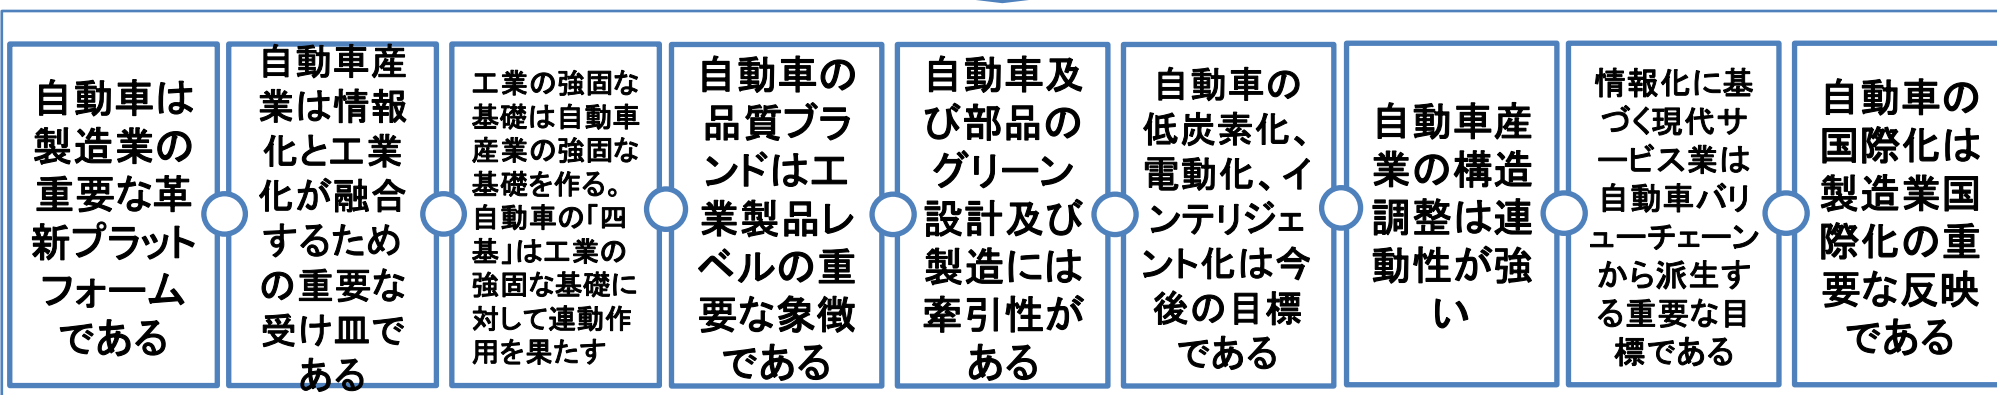 自動車は
製造業の
重要な革
新プラット
フォーム
である
自動車産
業は情報
化と工業
化が融合
するため
の重要な
受け皿で
ある
工業の強固な
基礎は自動車
産業の強固な
基礎を作る。
自動車の「四
基」は工業の
強固な基礎に
対して連動作
用を果たす
自動車の
品質ブラ
ンドはエ
業製品レ
ベルの重
要な象徴
である
自動車及
び部品の
グリーン
設計及び
製造には
牽引性が
ある
自動車の
低炭素化、
電動化、イ
ンテリジェ
ント化は今
後の目標
である
自動車産
業の構造
調整は連
動性が強
い
情報化に基
づく現代サ
ービス業は
自動車バリ
ューチェーン
から派生す
る重要な目
標である
自動車の
国際化は
製造業国
際化の重
要な反映
である